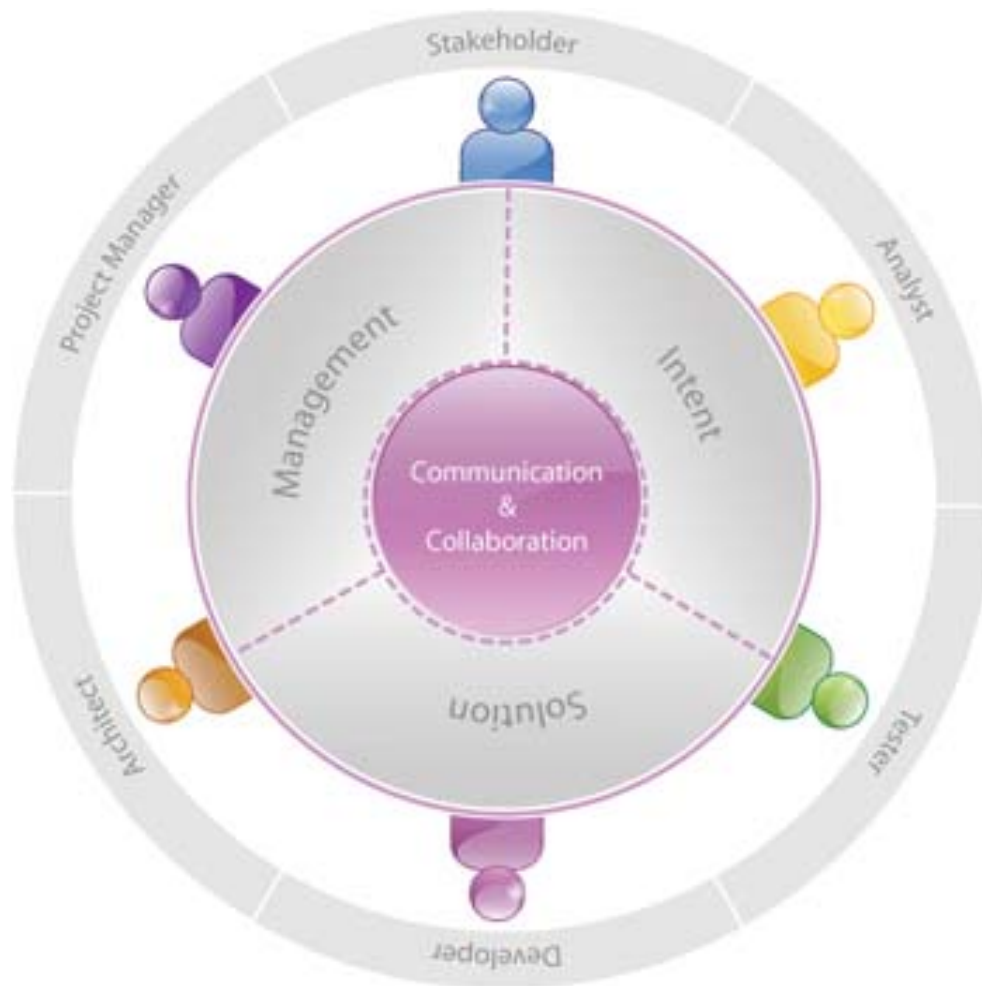 Stakeholder
Project Manager
Analyst
Management
Intent
Communication
&
Collaboration
Solution
Architect
Tester
Developer